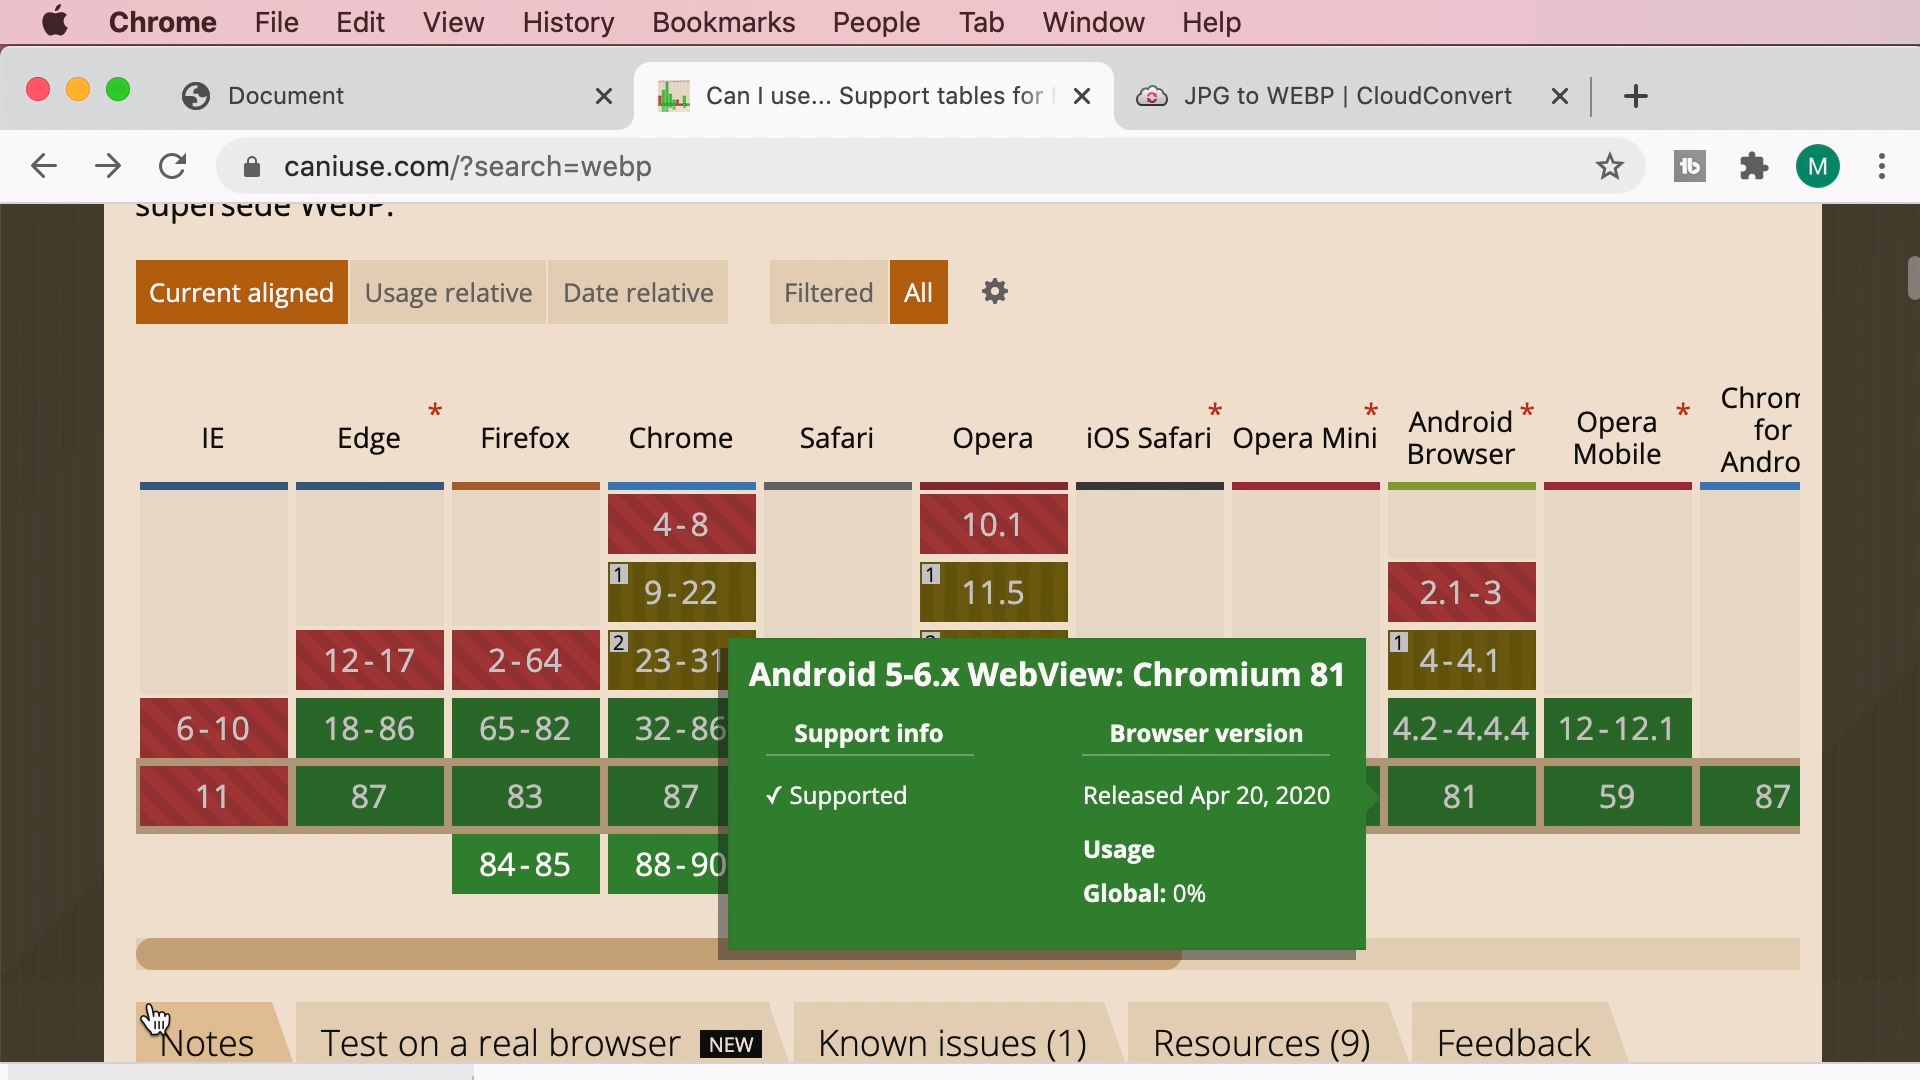 Chrome File Edit View History Bookmarks People Tab Window Help
Document
Can I use... Support tables for
JPG to WEBP | CloudConvert
caniuse.com/?search=webp
M
supersede WebP.
Current aligned Usage relative Date relative Filtered All
IE Edge * Firefox Chrome Safari Opera iOS Safari * Opera Mini * Android Browser * Opera Mobile * Chrom for Andro
4-8 10.1
1 9-22 1 11.5 2.1-3
12-17 2-64 2 23-31 1 4-4.1
6-10 18-86 65-82 32-86 4.2-4.4.4 12-12.1
11 87 83 87 81 59 87
84-85 88-90
Android 5-6.x WebView: Chromium 81
Support info Browser version
✓ Supported Released Apr 20, 2020
Usage
Global: 0%
Notes Test on a real browser NEW Known issues (1) Resources (9) Feedback